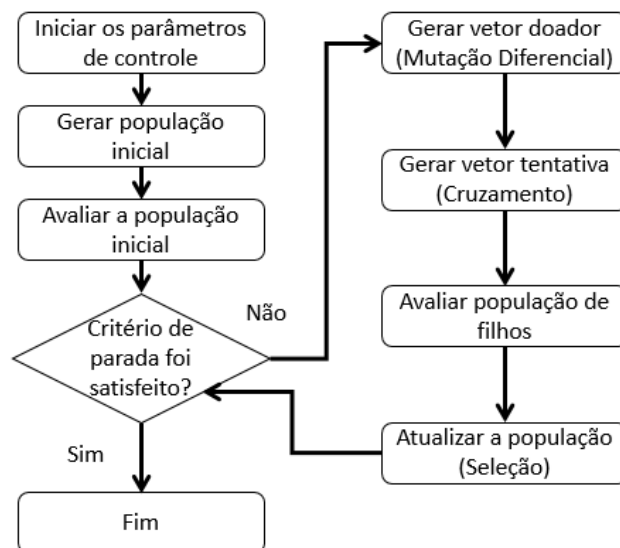 Iniciar os parâmetros
de controle
Gerar população
inicial
Avaliar a população
inicial
Critério de
parada foi
satisfeito?
Não
Sim
Fim
Gerar vetor doador
(Mutação Diferencial)
Gerar vetor tentativa
(Cruzamento)
Avaliar população de
filhos
Atualizar a população
(Seleção)